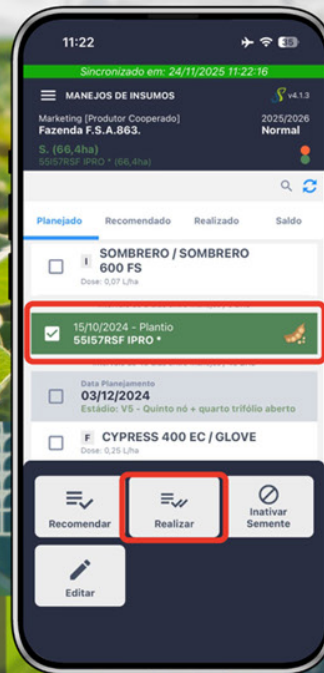 11:22
35
Sincronizado em: 24/11/2025 11:22:16
MANEJOS DE INSUMOS
v4.1.3
Marketing [Produtor Cooperado]
2025/2026
Fazenda F.S.A.863.
Normal
S. (66,4ha)
55I57RSF IPRO * (66,4ha)
Planejado Recomendado Realizado Saldo
I SOMBRERO / SOMBRERO
600 FS
Dose: 0,07 L/ha
15/10/2024 - Plantio
55I57RSF IPRO *
Data Planejamento
03/12/2024
Estádio: V5 - Quinto nó + quarto trifólio aberto
F CYPRESS 400 EC / GLOVE
Dose: 0,25 L/ha
Recomendar
Realizar
Inativar
Semente
Editar